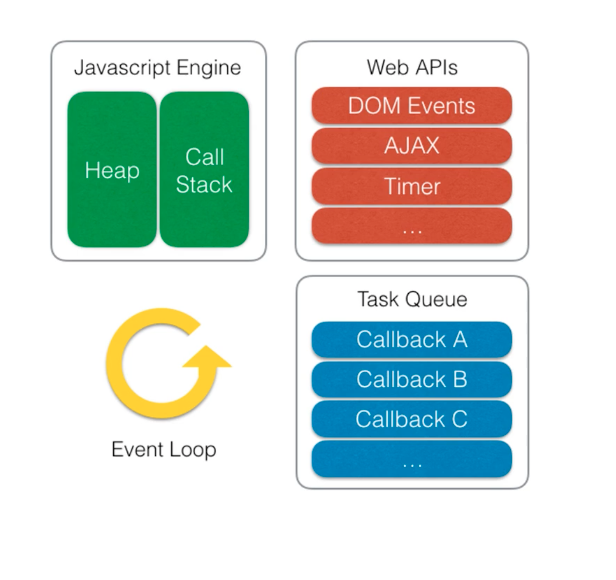 Javascript Engine
Heap
Call
Stack
Web APIs
DOM Events
AJAX
Timer
...
Event Loop
Task Queue
Callback A
Callback B
Callback C
...